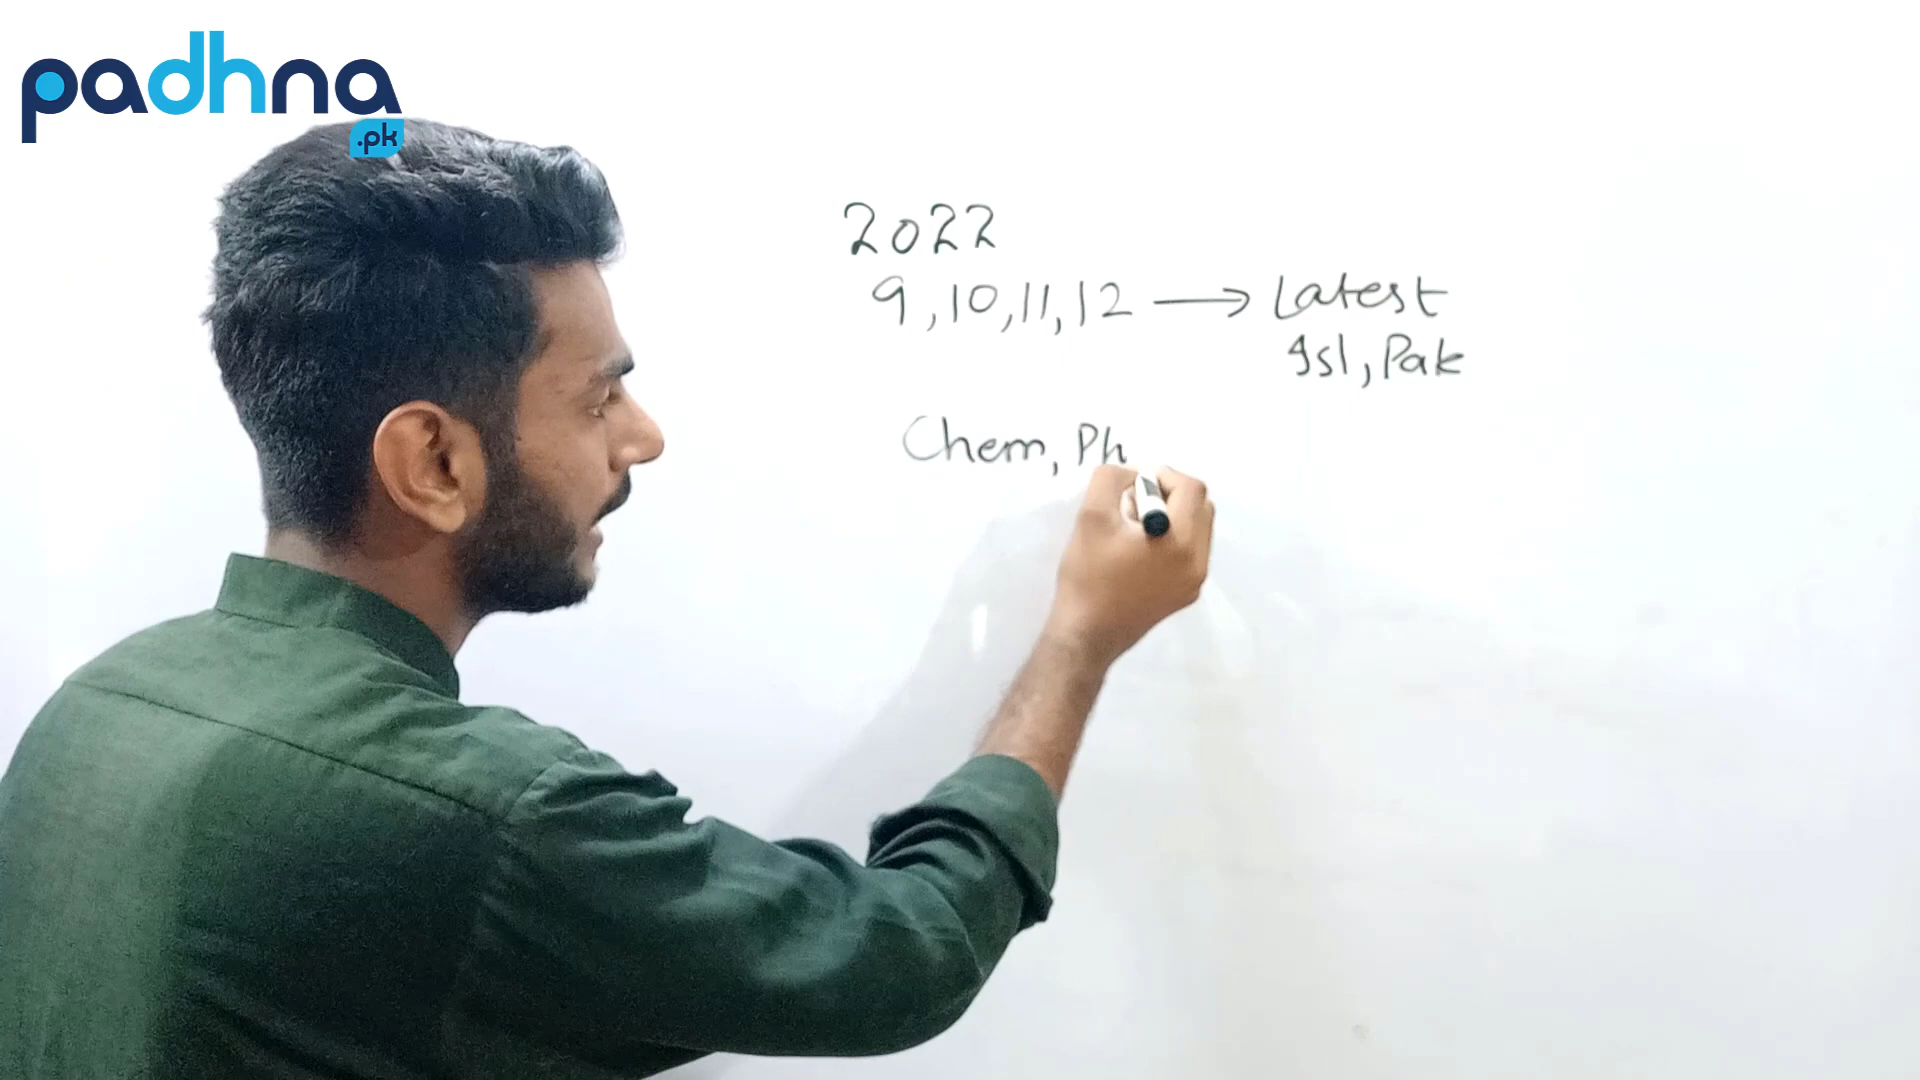 padhna
.pk
2022
9, 10, 11, 12 → Latest
Isl, Pak
Chem, Ph